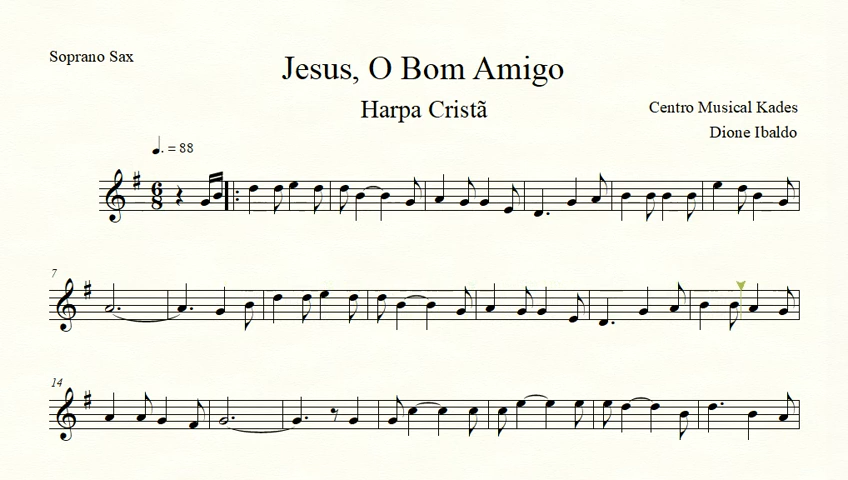 Soprano Sax
Jesus, O Bom Amigo
Harpa Cristã
Centro Musical Kades
Dione Ibaldo
♩. = 88
6
8
7
14